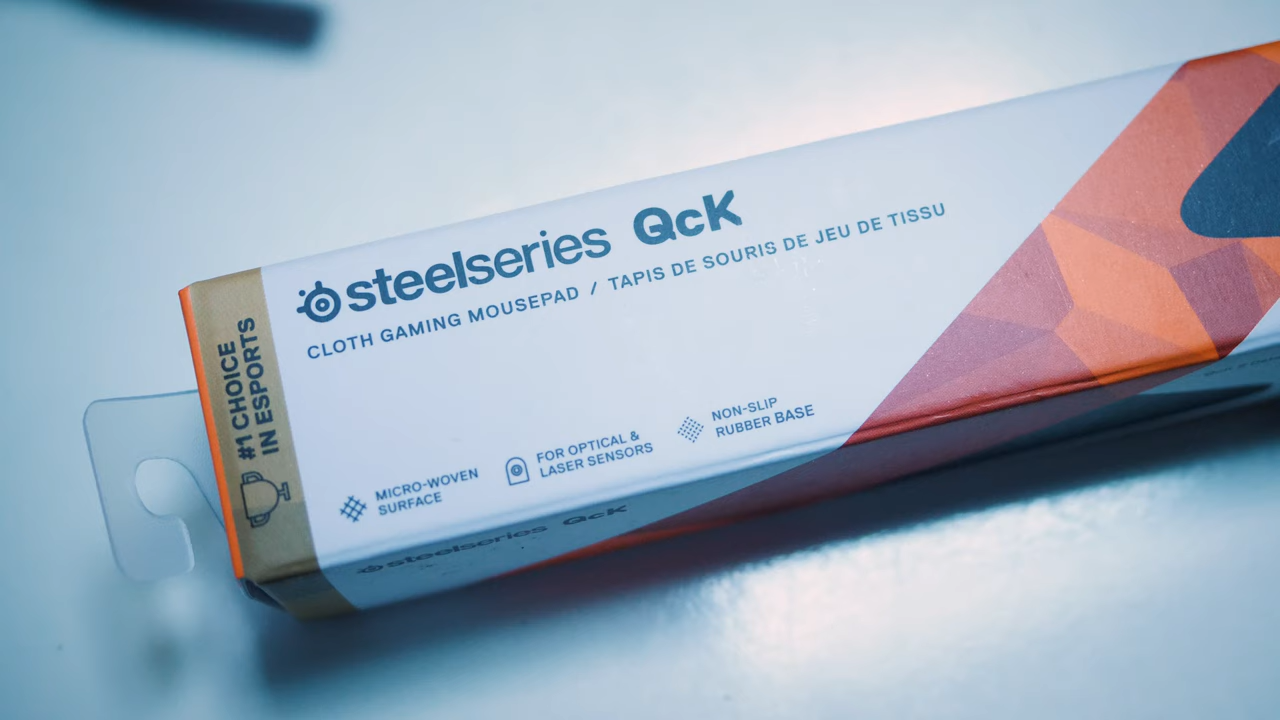 steelseries QcK
CLOTH GAMING MOUSEPAD / TAPIS DE SOURIS DE JEU DE TISSU
#1 CHOICE
IN ESPORTS
MICRO-WOVEN
SURFACE
FOR OPTICAL &
LASER SENSORS
NON-SLIP
RUBBER BASE
steelseries QcK